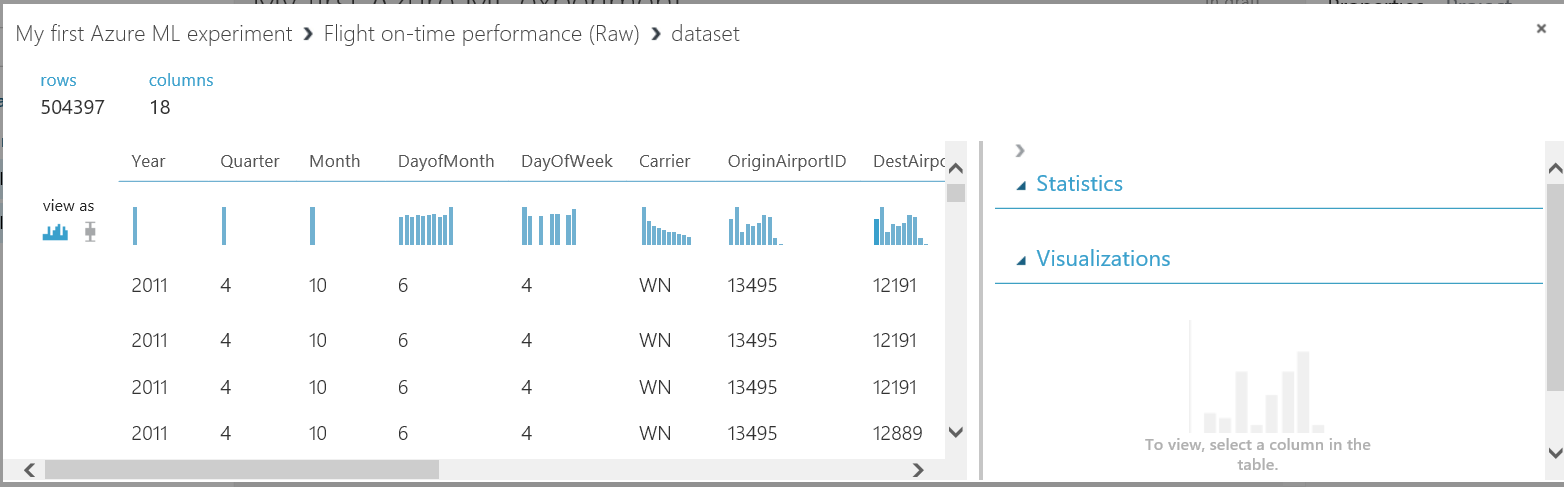 My first Azure ML experiment > Flight on-time performance (Raw) > dataset
rows columns
504397 18
Year Quarter Month DayofMonth DayOfWeek Carrier OriginAirportID DestAirpo
view as
2011 4 10 6 4 WN 13495 12191
2011 4 10 6 4 WN 13495 12191
2011 4 10 6 4 WN 13495 12191
2011 4 10 6 4 WN 13495 12889
Statistics
Visualizations
To view, select a column in the
table.